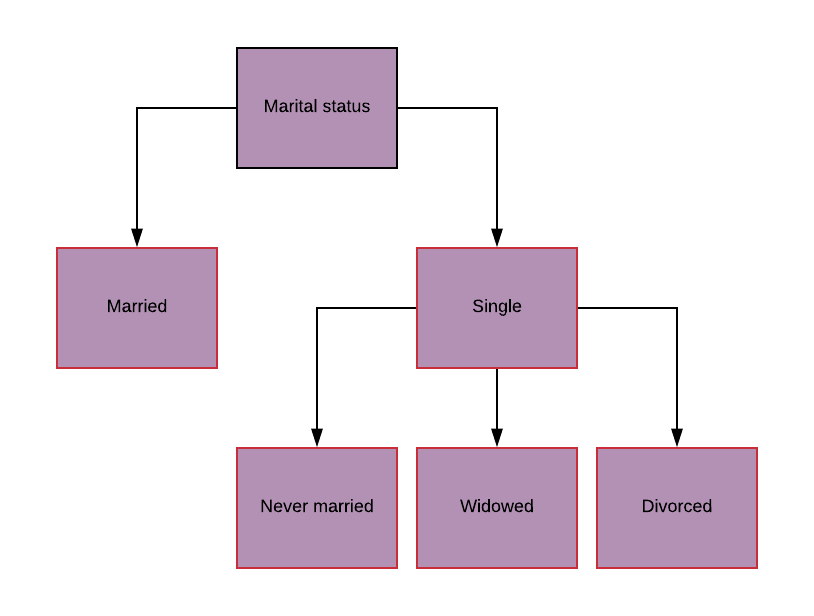 Marital status
Married
Single
Never married
Widowed
Divorced